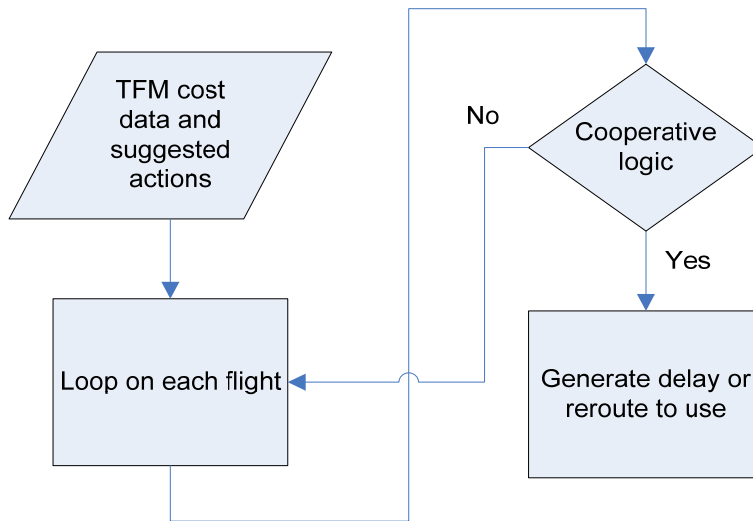 TFM cost
data and
suggested
actions
Loop on each flight
No
Cooperative
logic
Yes
Generate delay or
reroute to use